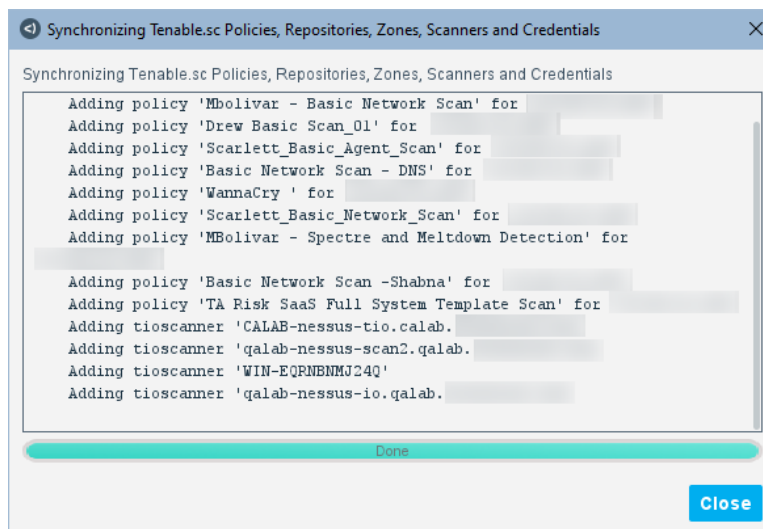 Synchronizing Tenable.sc Policies, Repositories, Zones, Scanners and Credentials
Synchronizing Tenable.sc Policies, Repositories, Zones, Scanners and Credentials
Adding policy 'Mbolivar - Basic Network Scan' for
Adding policy 'Drew Basic Scan_01' for
Adding policy 'Scarlett_Basic_Agent_Scan' for
Adding policy 'Basic Network Scan - DNS' for
Adding policy 'WannaCry ' for
Adding policy 'Scarlett_Basic_Network_Scan' for
Adding policy 'MBolivar - Spectre and Meltdown Detection' for
Adding policy 'Basic Network Scan -Shabna' for
Adding policy 'TA Risk SaaS Full System Template Scan' for
Adding tioscanner 'CALAB-nessus-tio.calab.
Adding tioscanner 'qalab-nessus-scan2.qalab.
Adding tioscanner 'WIN-EQRNBNMJ24Q'
Adding tioscanner 'qalab-nessus-io.qalab.
Done
Close